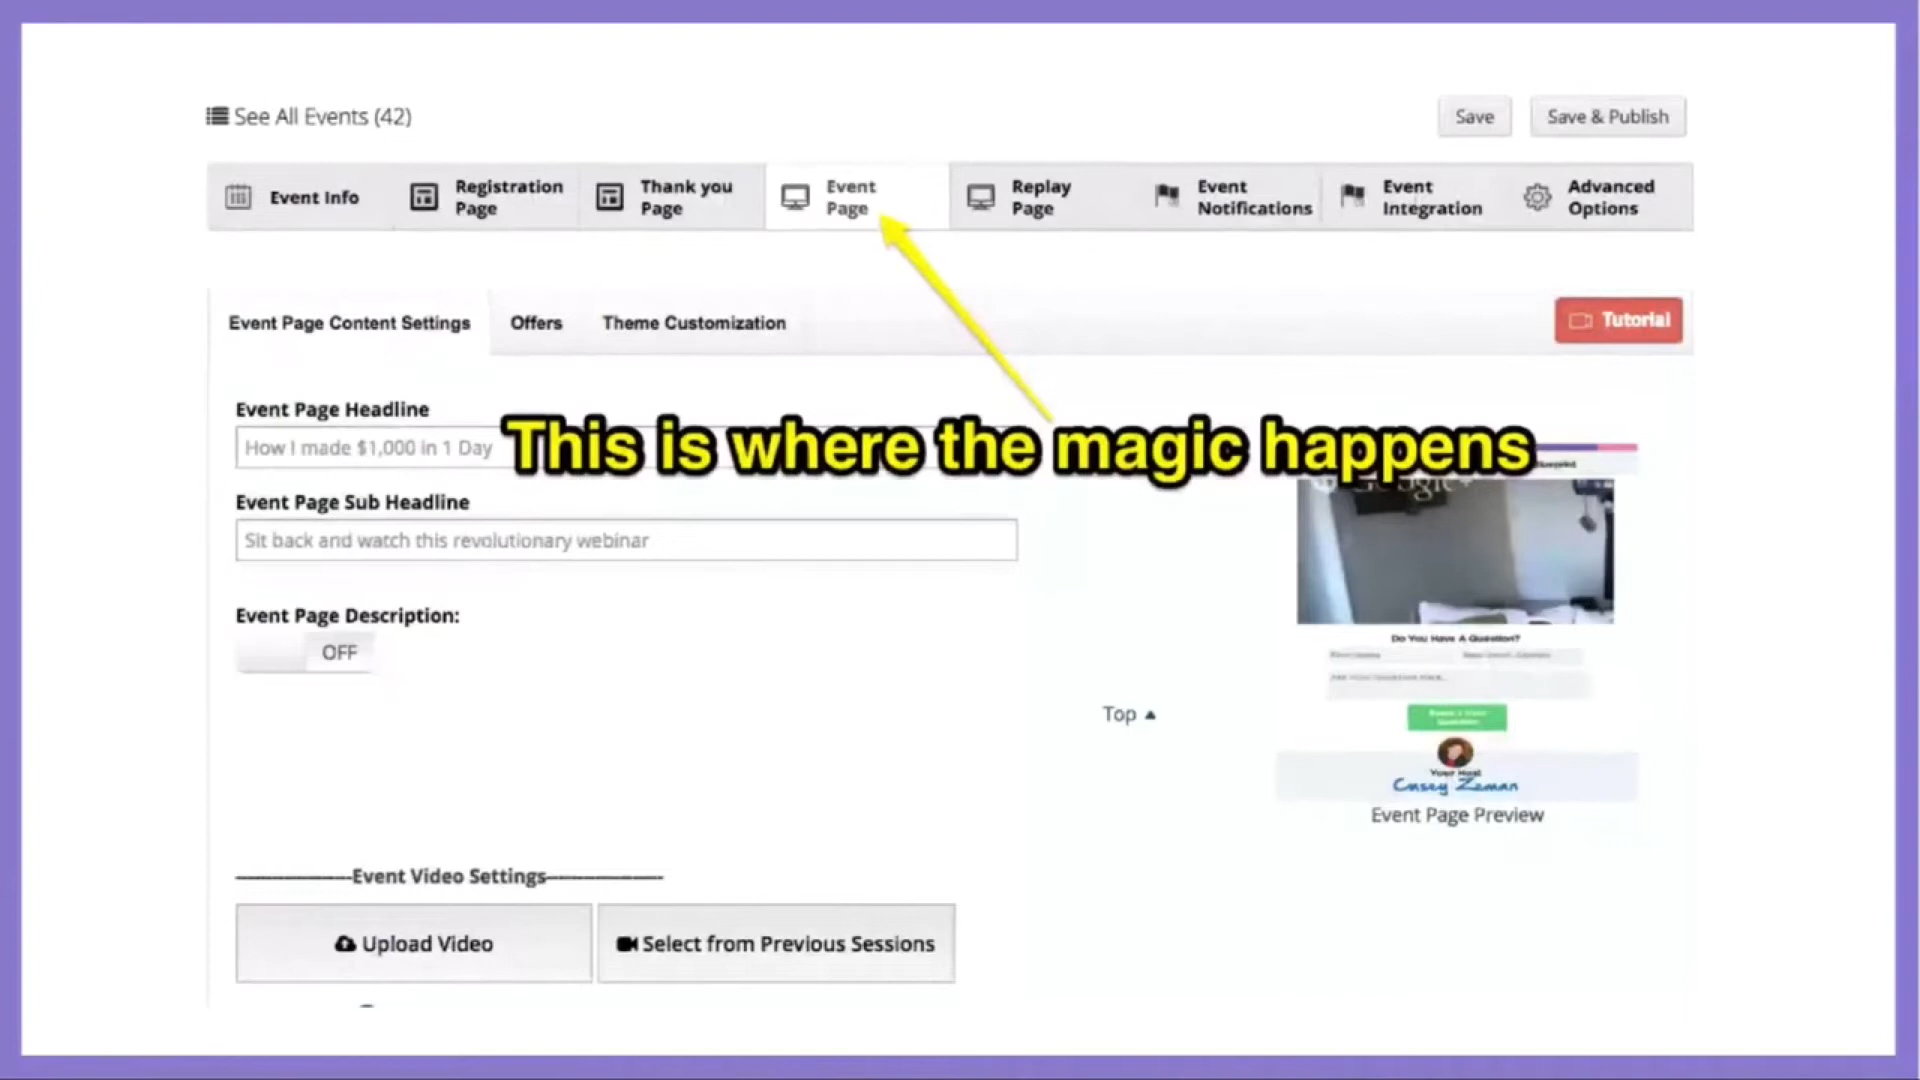 See All Events (42)
Save
Save & Publish
Event Info
Registration
Page
Thank you
Page
Event
Page
Replay
Page
Event
Notifications
Event
Integration
Advanced
Options
Event Page Content Settings
Offers
Theme Customization
Tutorial
Event Page Headline
How I made $1,000 in 1 Day
This is where the magic happens
Event Page Sub Headline
Sit back and watch this revolutionary webinar
Event Page Description:
OFF
Do You Have A Question?
Top
Your Host
Casey Zeman
Event Page Preview
Event Video Settings
Upload Video
Select from Previous Sessions